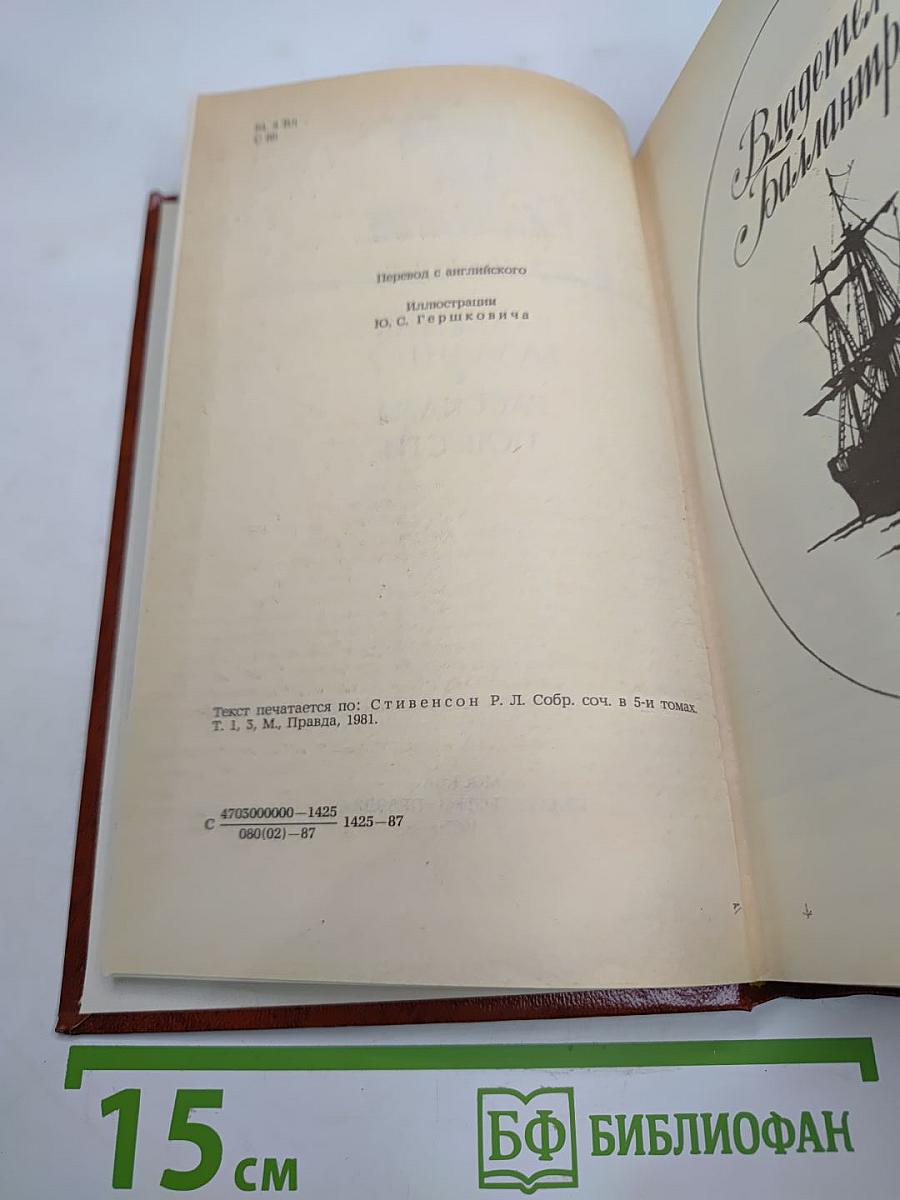 Перевод с английского
Иллюстрации
Ю. С. Гершковича
Текст печатается по: Стивенсон Р. Л. Собр. соч. в 5-и томах.
Т. 1, 3, М., Правда, 1981.
С 4703000000—1425 1425—87
080(02)—87
Владетел
Баллантр
15 см
БФ БИБЛИОФАН